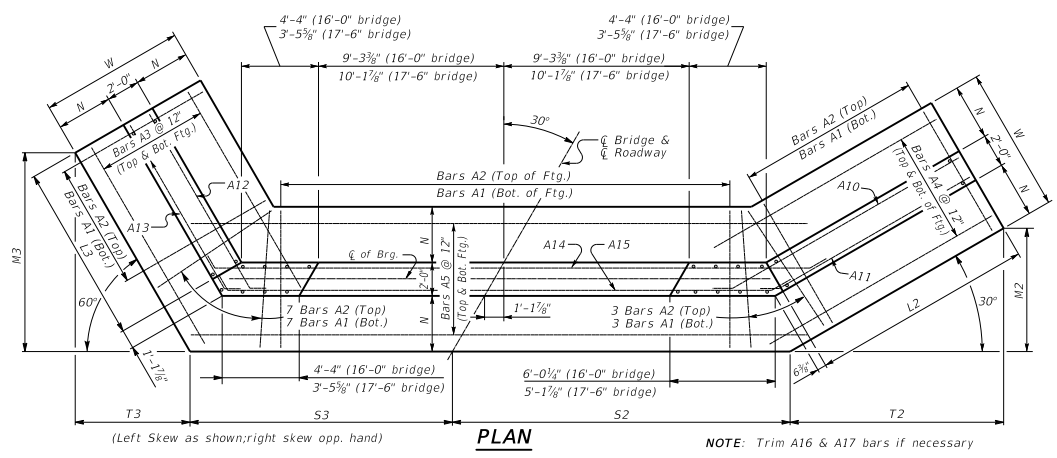 4'-4" (16'-0" bridge)
3'-5⅝" (17'-6" bridge)
4'-4" (16'-0" bridge)
3'-5⅝" (17'-6" bridge)
9'-3⅜" (16'-0" bridge)
10'-1⅞" (17'-6" bridge)
9'-3⅜" (16'-0" bridge)
10'-1⅞" (17'-6" bridge)
W
N
2'-0"
N
Bars A3 @ 12"
(Top & Bot. Ftg.)
30°
℄ Bridge &
℄ Roadway
Bars A2 (Top)
Bars A1 (Bot.)
N
W
2'-0"
N
Bars A4 @ 12"
(Top & Bot. of Ftg.)
Bars A2 (Top of Ftg.)
Bars A1 (Bot. of Ftg.)
A12
A13
A10
A11
Bars A2 (Top)
Bars A1 (Bot.)
L3
M3
60°
℄ of Brg.
N
2'-0"
N
Bars A5 @ 12"
(Top & Bot. Ftg.)
A14
A15
7 Bars A2 (Top)
7 Bars A1 (Bot.)
1'-1⅞"
3 Bars A2 (Top)
3 Bars A1 (Bot.)
L2
30°
M2
1'-1⅞"
6⅜"
4'-4" (16'-0" bridge)
3'-5⅝" (17'-6" bridge)
6'-0¼" (16'-0" bridge)
5'-1⅞" (17'-6" bridge)
T3
S3
S2
T2
(Left Skew as shown;right skew opp. hand)
PLAN
NOTE: Trim A16 & A17 bars if necessary